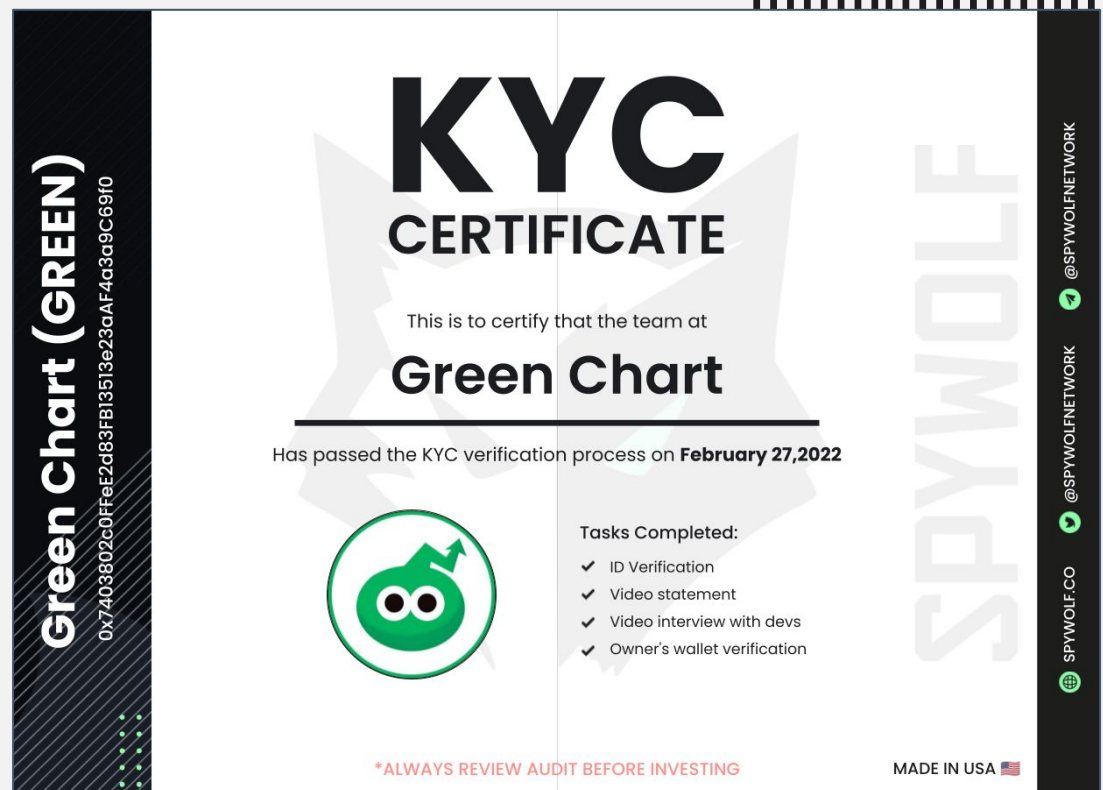 Green Chart (GREEN)
0x7403802c0FFeE2d83FB13513e23aAF4a3a9C69f0
KYC
CERTIFICATE
This is to certify that the team at
Green Chart
Has passed the KYC verification process on February 27,2022
Tasks Completed:
ID Verification
Video statement
Video interview with devs
Owner's wallet verification
*ALWAYS REVIEW AUDIT BEFORE INVESTING
MADE IN USA
SPYWOLF
SPYWOLF.CO
@SPYWOLFNETWORK
@SPYWOLFNETWORK